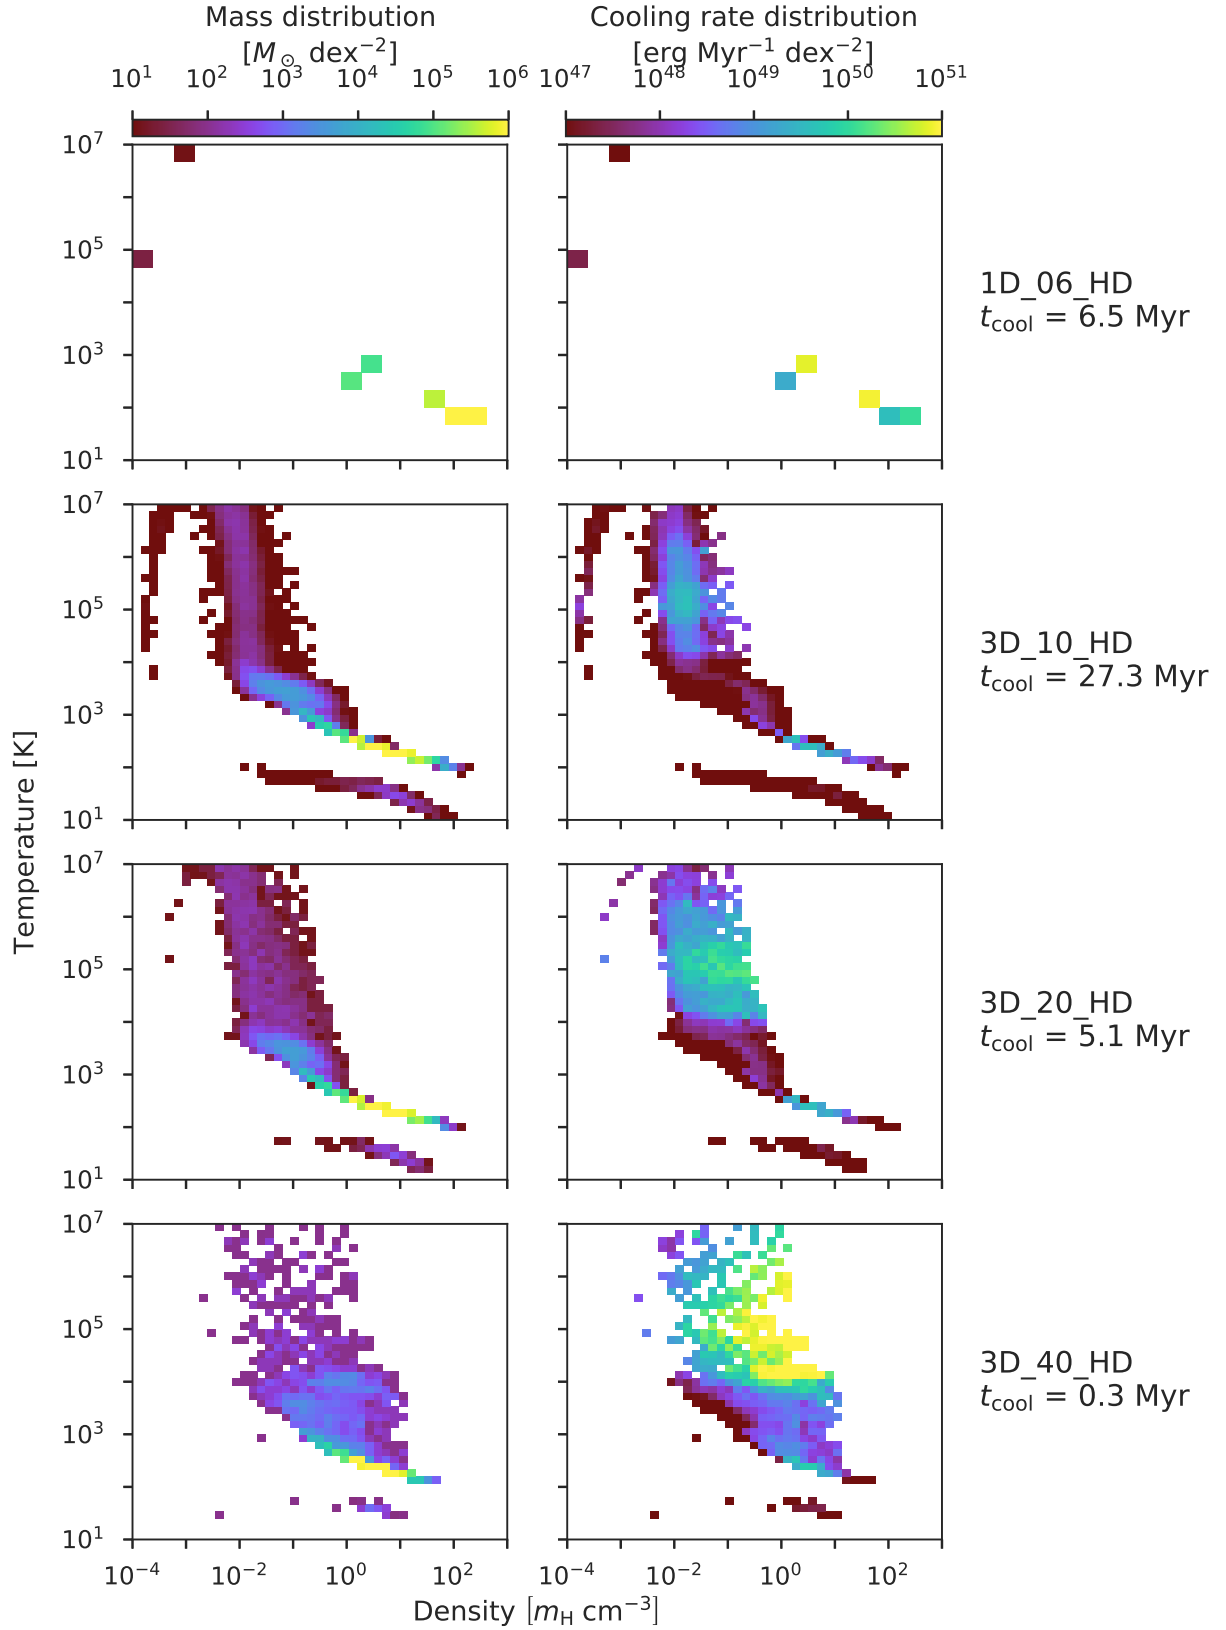 Mass distribution
[M⊙ dex⁻²]
10¹ 10² 10³ 10⁴ 10⁵ 10⁶
Cooling rate distribution
[erg Myr⁻¹ dex⁻²]
10⁴⁷ 10⁴⁸ 10⁴⁹ 10⁵⁰ 10⁵¹
10⁷
10⁵
10³
10¹
1D_06_HD
t_cool = 6.5 Myr
10⁷
10⁵
10³
10¹
3D_10_HD
t_cool = 27.3 Myr
Temperature [K]
10⁷
10⁵
10³
10¹
3D_20_HD
t_cool = 5.1 Myr
10⁷
10⁵
10³
10¹
3D_40_HD
t_cool = 0.3 Myr
10⁻⁴ 10⁻² 10⁰ 10² 10⁻⁴ 10⁻² 10⁰ 10²
Density [m_H cm⁻³]